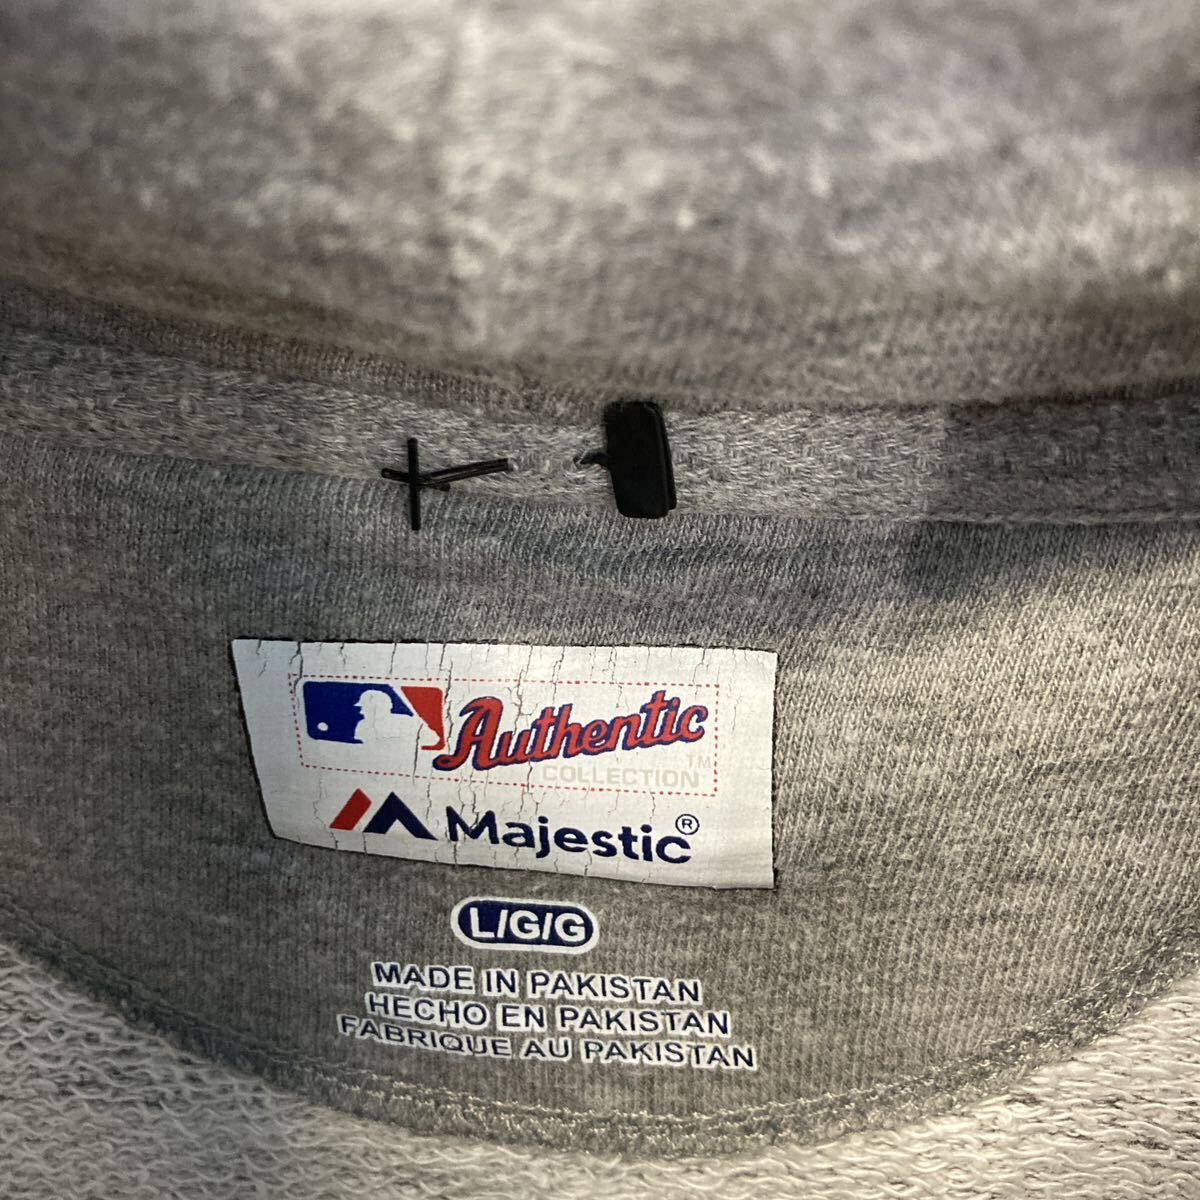 Authentic
COLLECTION™
Majestic®
L/G/G
MADE IN PAKISTAN
HECHO EN PAKISTAN
FABRIQUE AU PAKISTAN